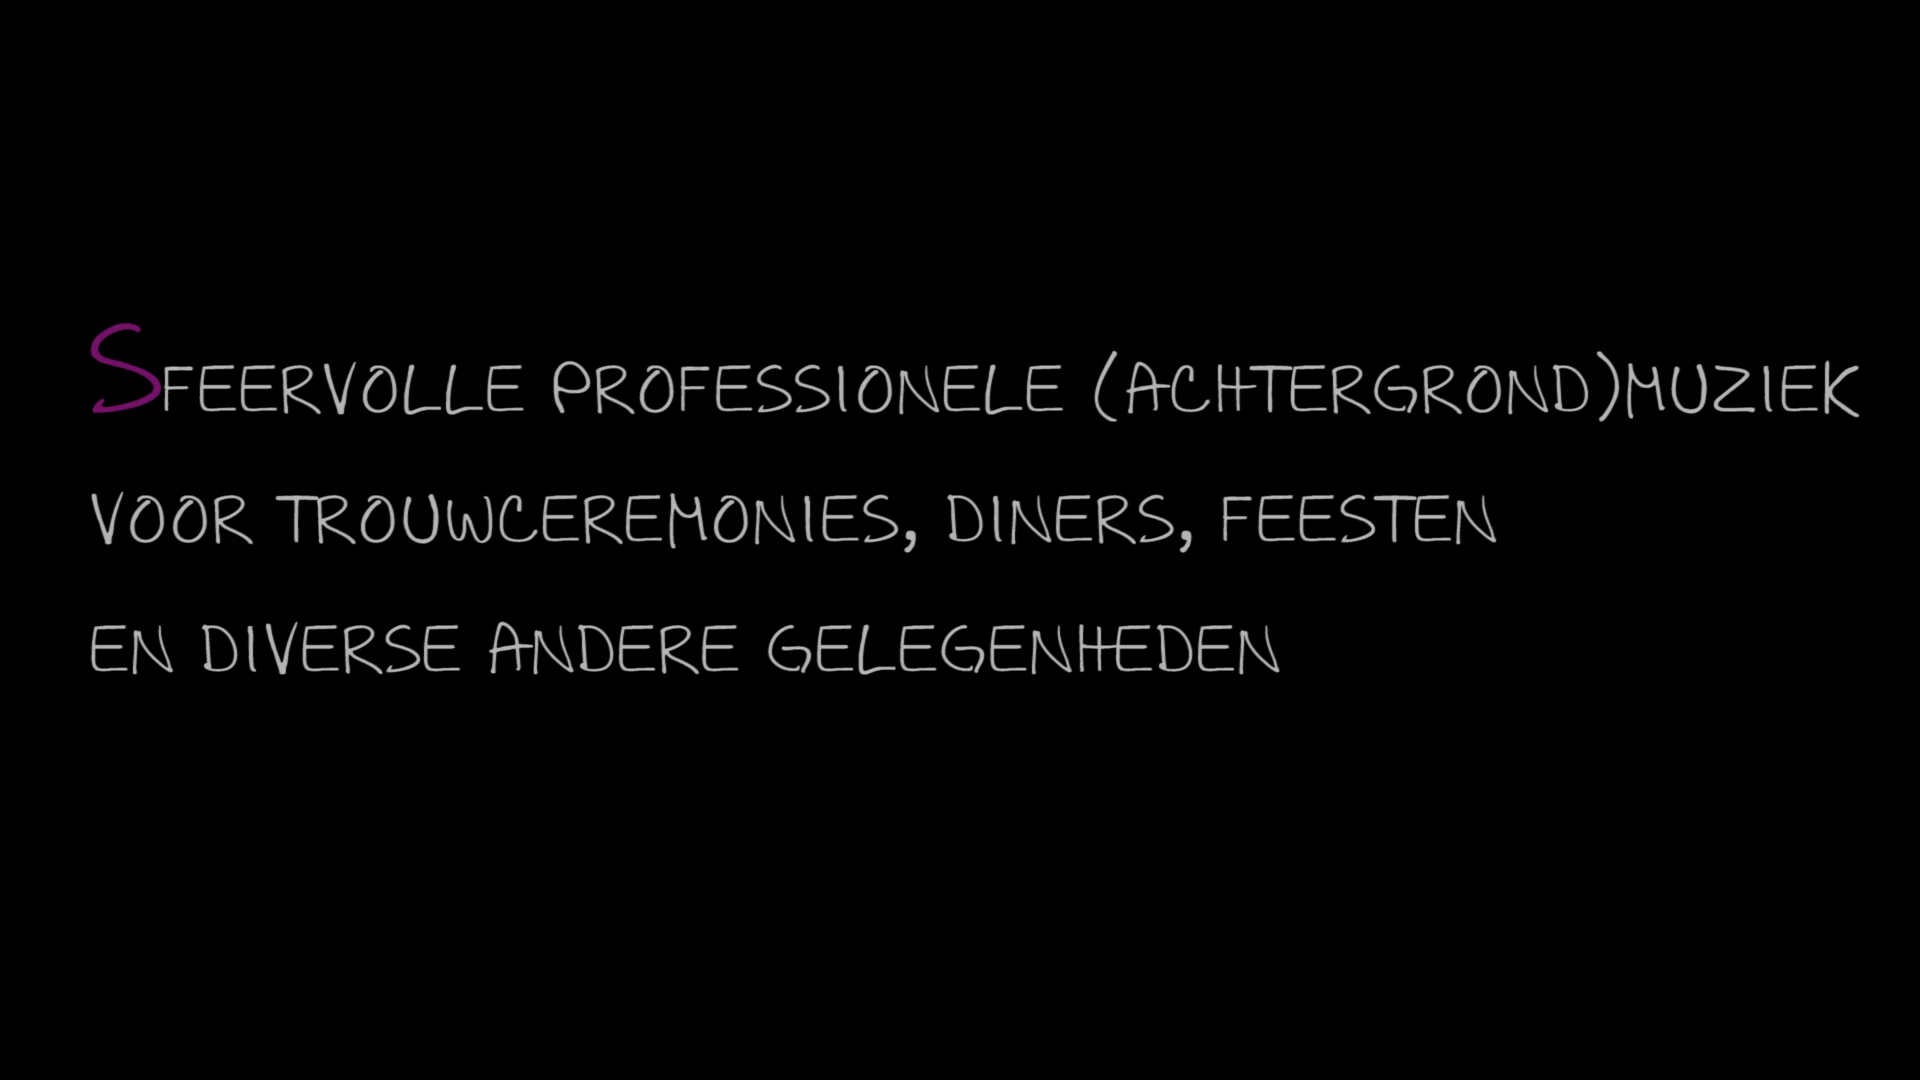 Sfeervolle professionele (achtergrond)muziek
voor trouwceremonies, diners, feesten
en diverse andere gelegenheden